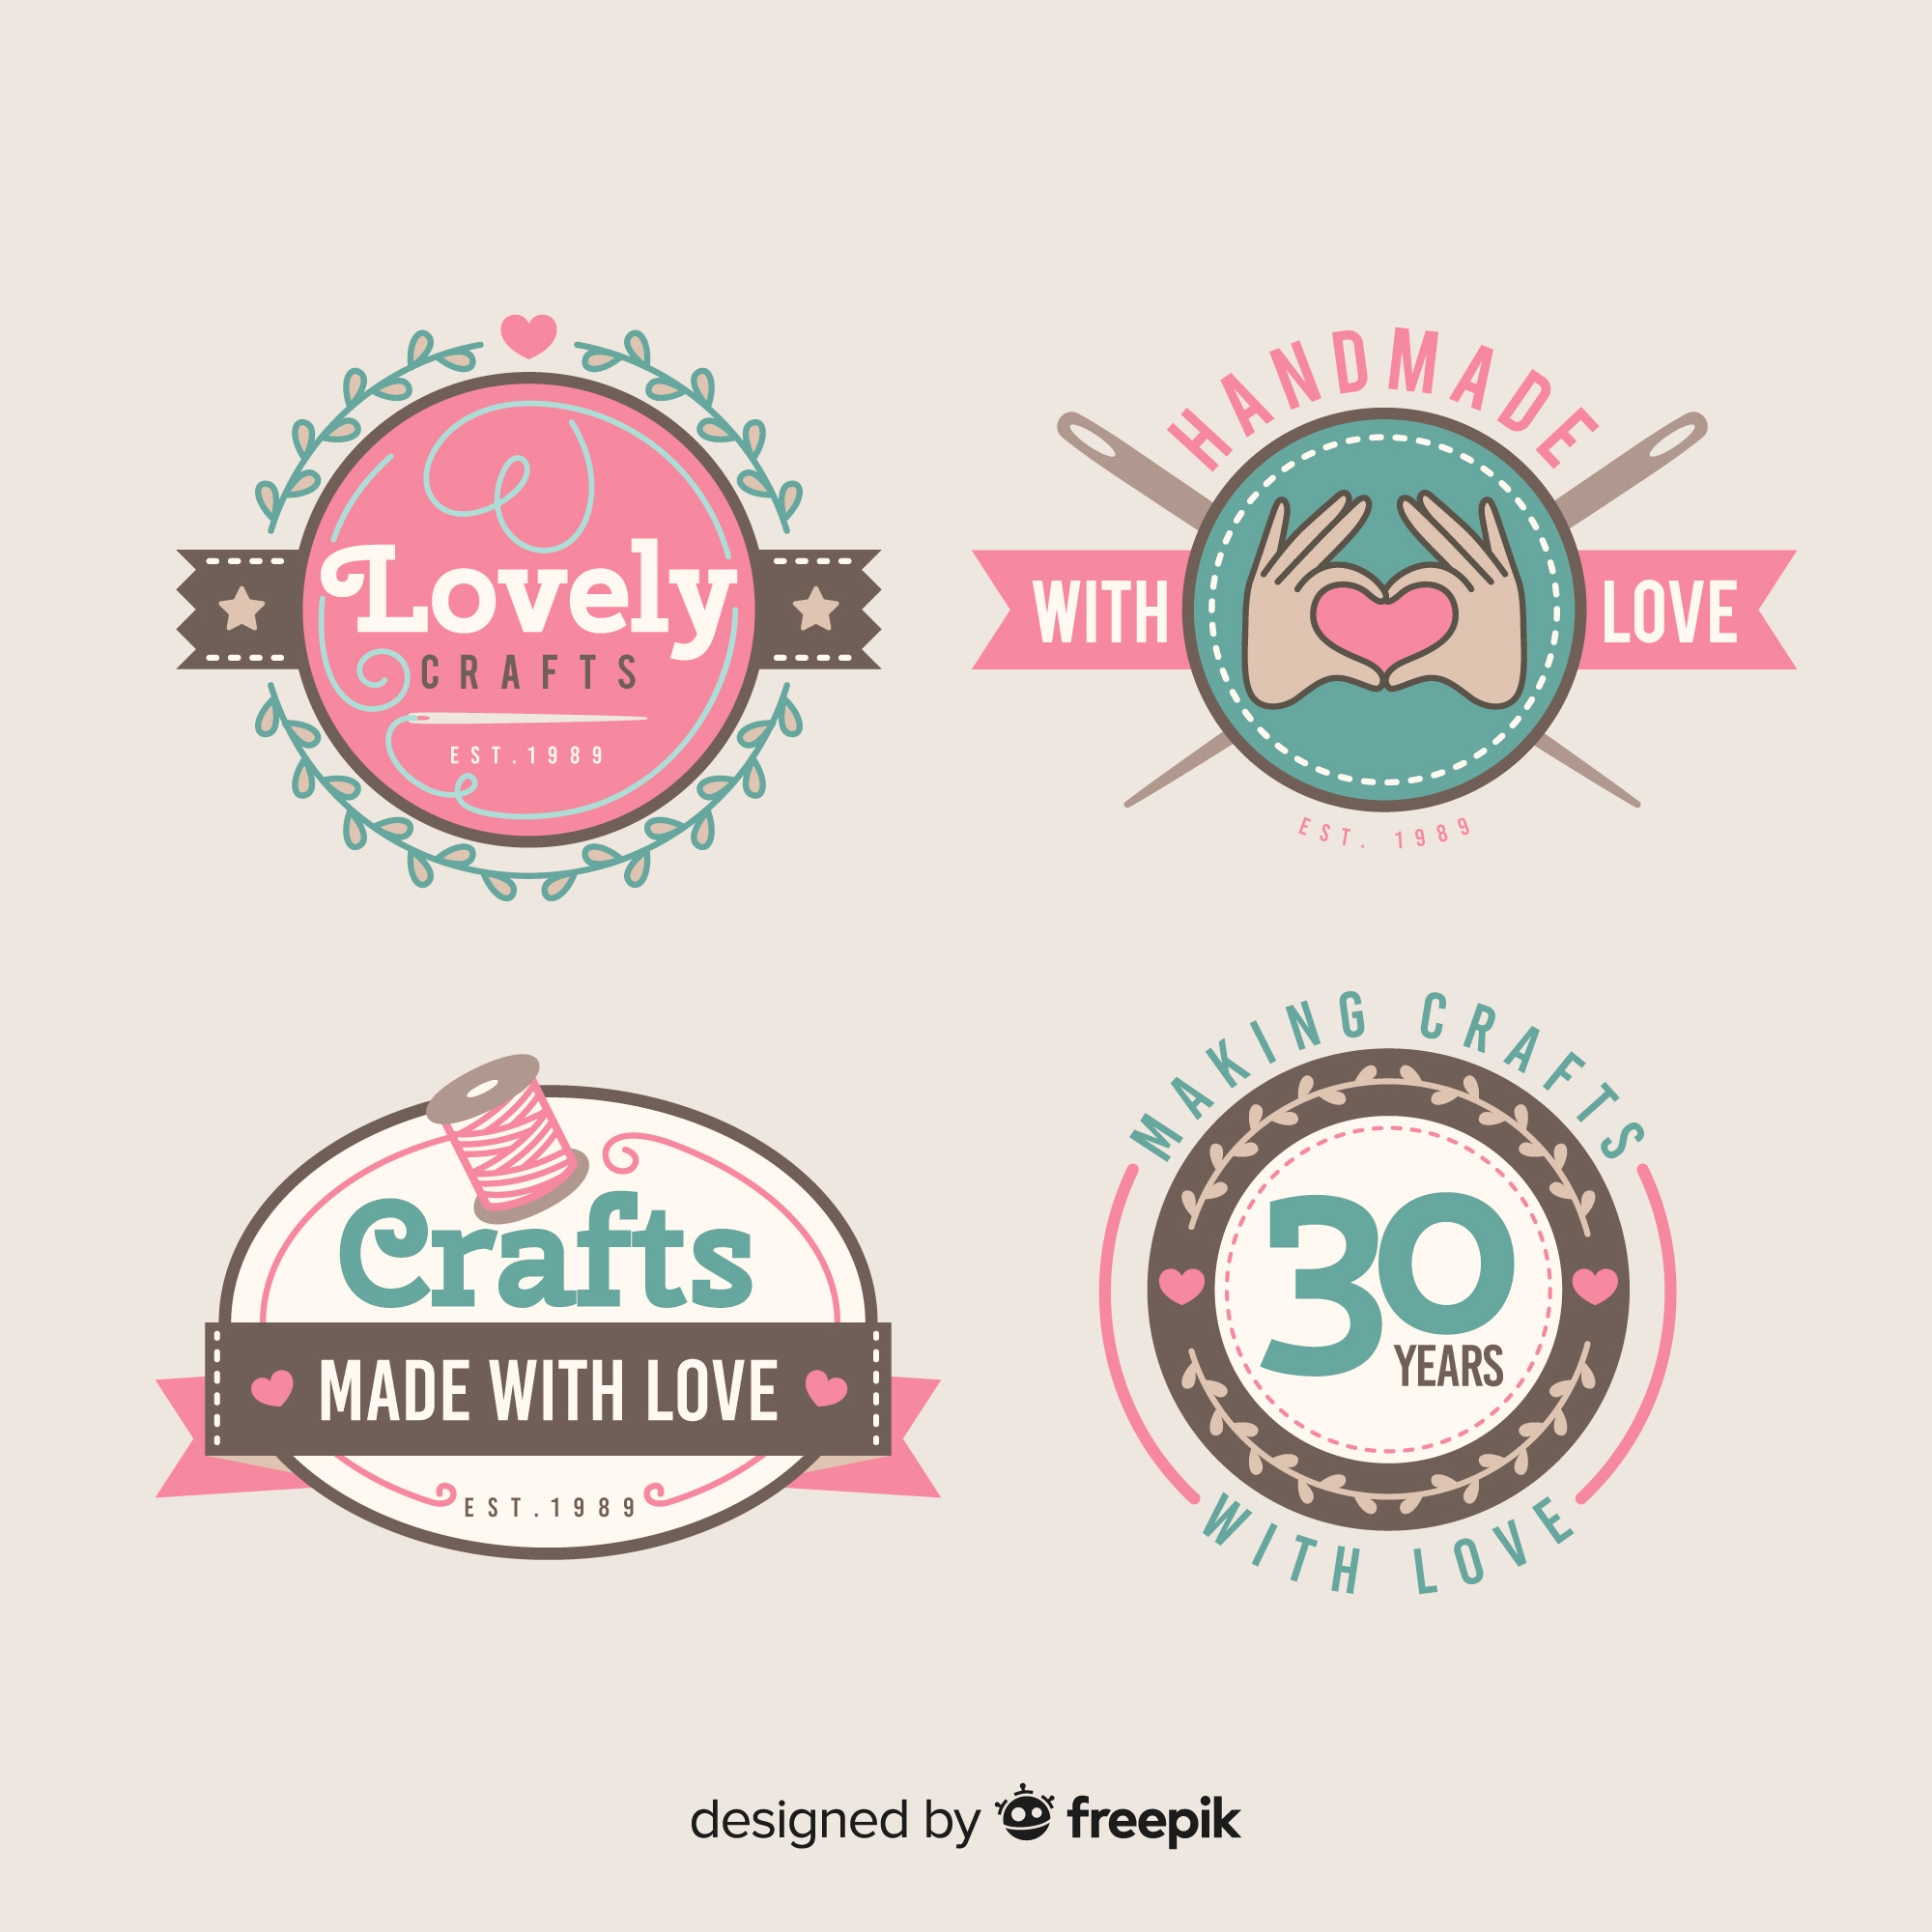 Lovely
CRAFTS
EST.1989
HANDMADE
WITH LOVE
EST. 1989
Crafts
MADE WITH LOVE
EST.1989
MAKING CRAFTS
30
YEARS
WITH LOVE
designed by freepik